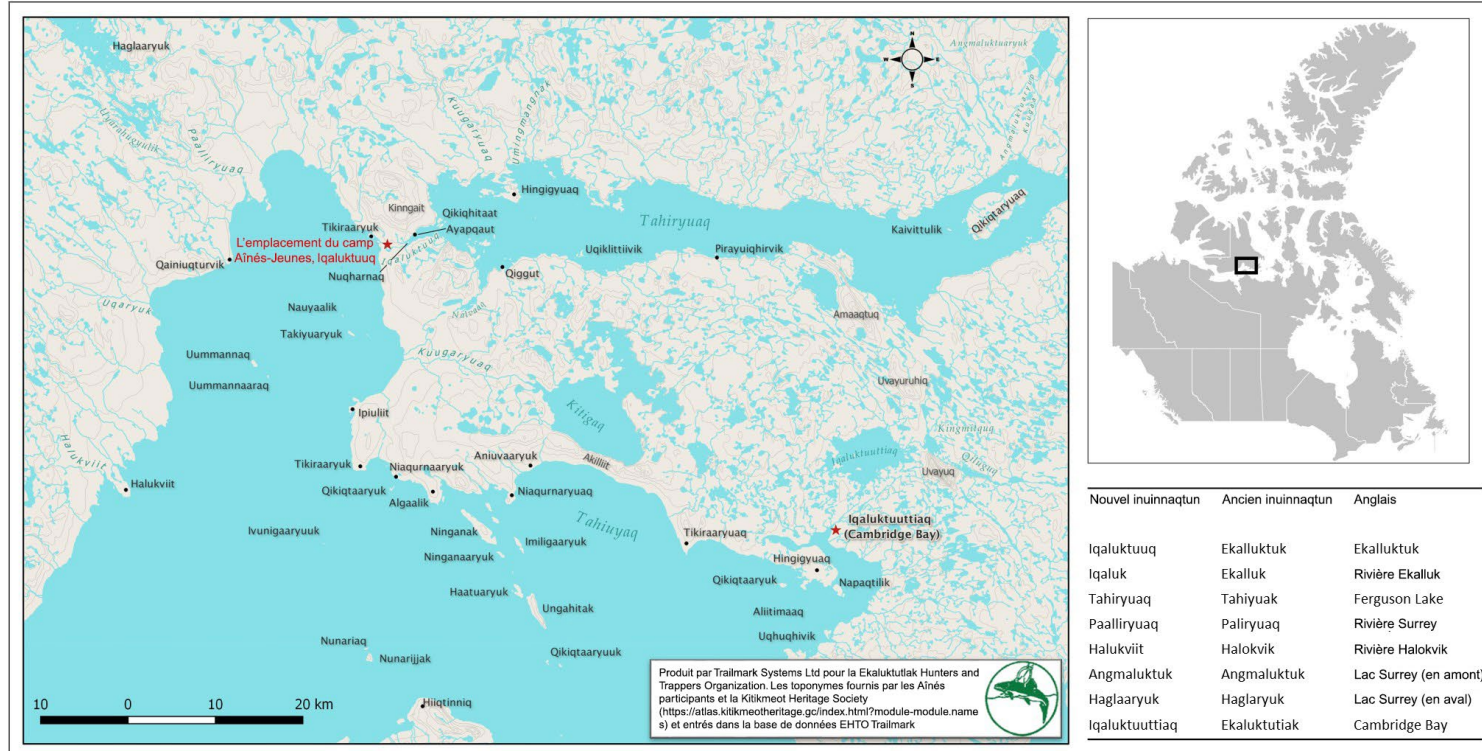 Haglaaryuk
Angmaluktuaryuk
N
W
E
S
Uyarahugyuulik
Paalliryuaq
Kuugaryuaq
Umingmangnak
Hingigyuaq
Qikiqtaryuaq
Kinngait
Qikiqhitaat
Ayapqaut
Tahiryuaq
Kaivittulik
Tikiraaryuk
L'emplacement du camp
Aînés-Jeunes, Iqaluktuuq
Iqaluktuuq
Nuqharnaq
Uqiklittiivik
Pirayuiqhirvik
Qainiuqturvik
Qiggut
Uqaryuk
Nauyaalik
Amaaqtuq
Takiyuaryuk
Kuugaryuaq
Uummannaq
Uummannaaraq
Uvayuruhiq
Kitigaq
Ipiuliit
Halukviit
Kingmitquq
Qiluguq
Iqaluktuuttiaq
Uvayuq
Tikiraaryuk
Niaqurnaaryuk
Aniuvaaryuk
Akilliit
Halukviit
Qikiqtaaryuk
Algaalik
Niaqurnaryuaq
Tahiuyaq
Iqaluktuuttiaq
(Cambridge Bay)
Ivunigaaryuuk
Ninganak
Imiligaaryuk
Tikiraaryuaq
Ninganaaryuk
Hingigyuaq
Qikiqtaaryuk
Napaqtilik
Haatuaryuk
Ungahitak
Aliitimaaq
Uqhuqhivik
Nunariaq
Nunarijjak
Qikiqtaaryuuk
Hiiqtinniq
10 0 10 20 km
Produit par Trailmark Systems Ltd pour la Ekaluktutlak Hunters and
Trappers Organization. Les toponymes fournis par les Aînés
participants et la Kitikmeot Heritage Society
(https://atlas.kitikmeotheritage.gc/index.html?module-module.name
s) et entrés dans la base de données EHTO Trailmark
Nouvel inuinnaqtun Ancien inuinnaqtun Anglais
Iqaluktuuq Ekalluktuk Ekalluktuk
Iqaluk Ekalluk Rivière Ekalluk
Tahiryuaq Tahiyuak Ferguson Lake
Paalliryuaq Paliryuaq Rivière Surrey
Halukviit Halokvik Rivière Halokvik
Angmaluktuk Angmaluktuk Lac Surrey (en amont)
Haglaaryuk Haglaryuk Lac Surrey (en aval)
Iqaluktuuttiaq Ekaluktutiak Cambridge Bay